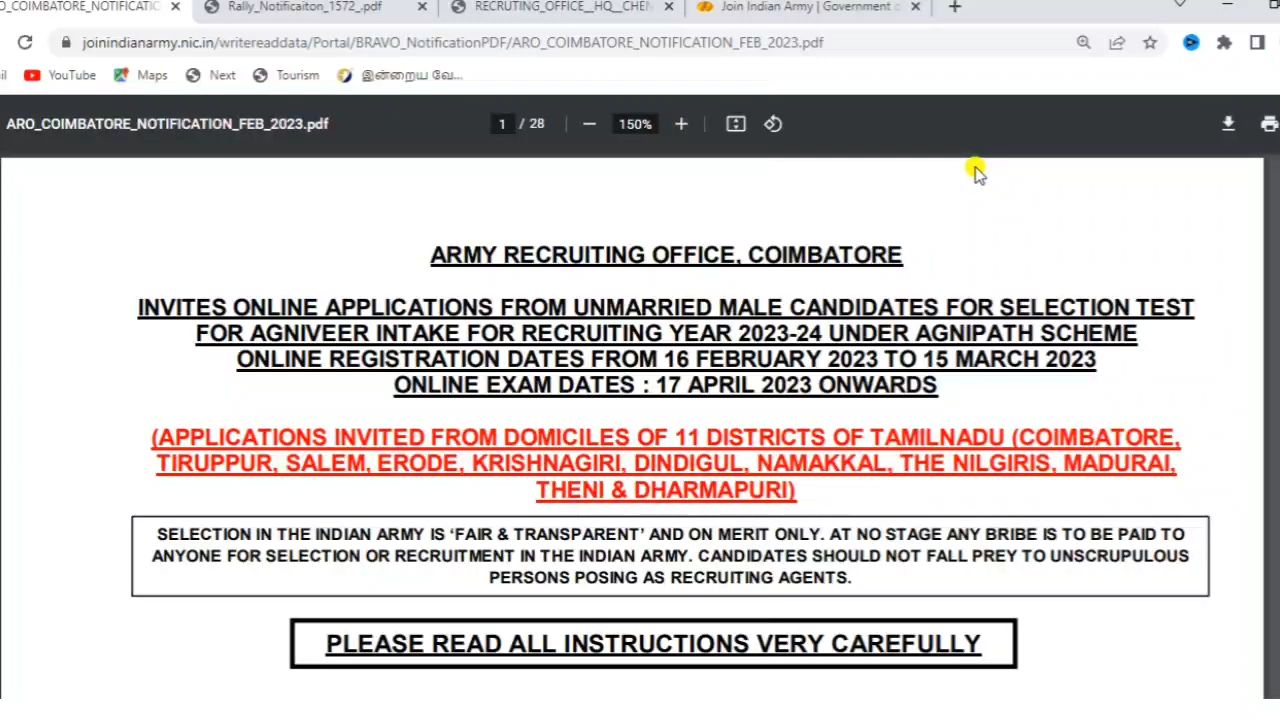 O_COIMBATORE_NOTIFICATIO
Rally_Notificaiton_1572_.pdf
RECRUTING_OFFICE__HQ__CHE
Join Indian Army | Government o
joinindianarmy.nic.in/writereaddata/Portal/BRAVO_NotificationPDF/ARO_COIMBATORE_NOTIFICATION_FEB_2023.pdf
il YouTube Maps Next Tourism இன்றைய வே...
ARO_COIMBATORE_NOTIFICATION_FEB_2023.pdf 1 / 28 150%
ARMY RECRUITING OFFICE, COIMBATORE
INVITES ONLINE APPLICATIONS FROM UNMARRIED MALE CANDIDATES FOR SELECTION TEST
FOR AGNIVEER INTAKE FOR RECRUITING YEAR 2023-24 UNDER AGNIPATH SCHEME
ONLINE REGISTRATION DATES FROM 16 FEBRUARY 2023 TO 15 MARCH 2023
ONLINE EXAM DATES : 17 APRIL 2023 ONWARDS
(APPLICATIONS INVITED FROM DOMICILES OF 11 DISTRICTS OF TAMILNADU (COIMBATORE,
TIRUPPUR, SALEM, ERODE, KRISHNAGIRI, DINDIGUL, NAMAKKAL, THE NILGIRIS, MADURAI,
THENI & DHARMAPURI)
SELECTION IN THE INDIAN ARMY IS ‘FAIR & TRANSPARENT’ AND ON MERIT ONLY. AT NO STAGE ANY BRIBE IS TO BE PAID TO
ANYONE FOR SELECTION OR RECRUITMENT IN THE INDIAN ARMY. CANDIDATES SHOULD NOT FALL PREY TO UNSCRUPULOUS
PERSONS POSING AS RECRUITING AGENTS.
PLEASE READ ALL INSTRUCTIONS VERY CAREFULLY